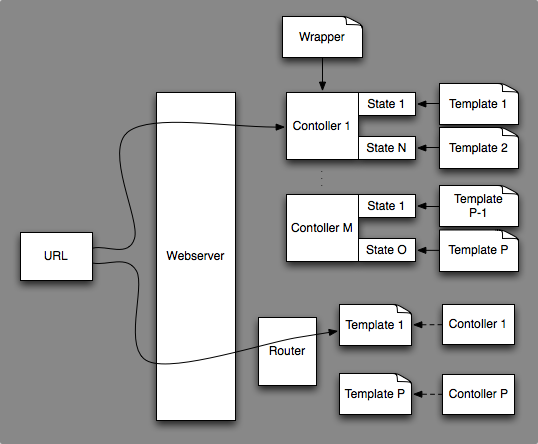 Wrapper
Contoller 1
State 1
Template 1
State N
Template 2
Contoller M
State 1
Template
P-1
State O
Template P
URL
Webserver
Router
Template 1
Contoller 1
Template P
Contoller P